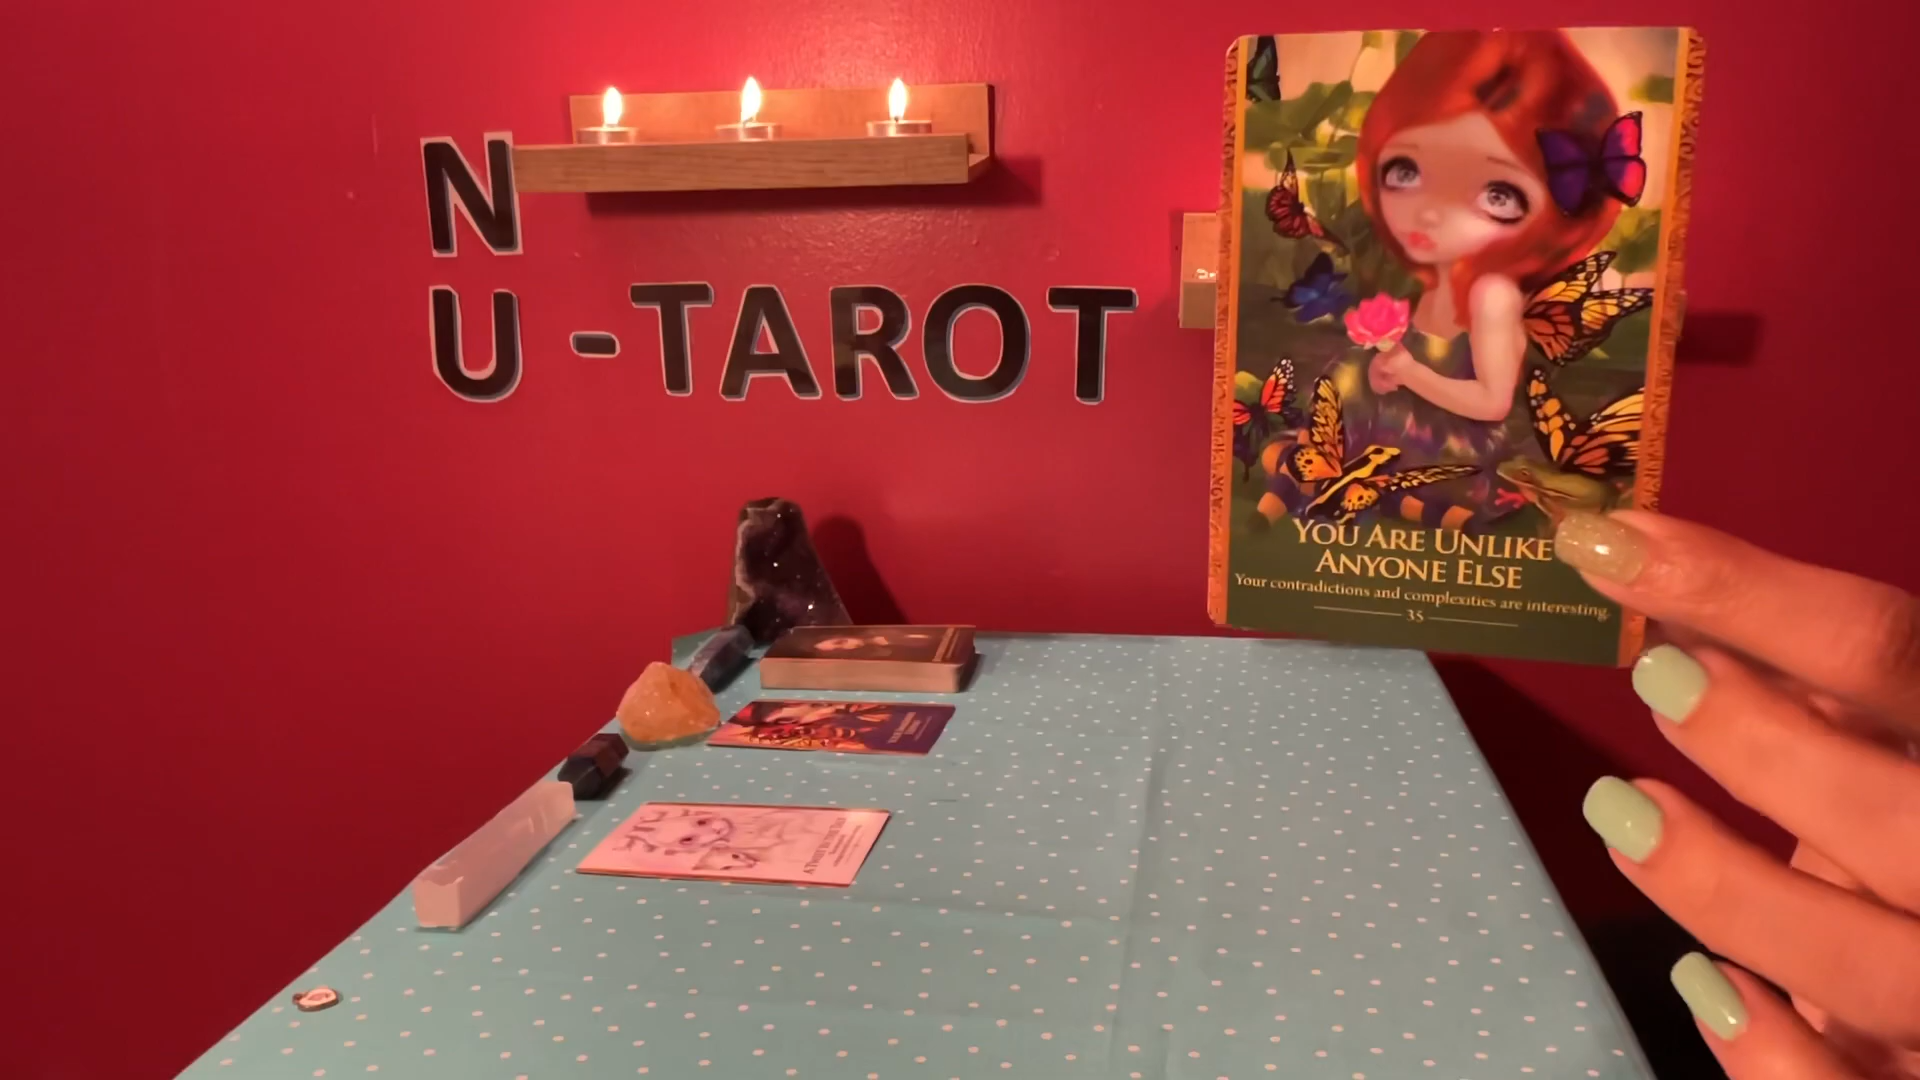 N
U - TAROT
YOU ARE UNLIKE
ANYONE ELSE
Your contradictions and complexities are interesting.
35